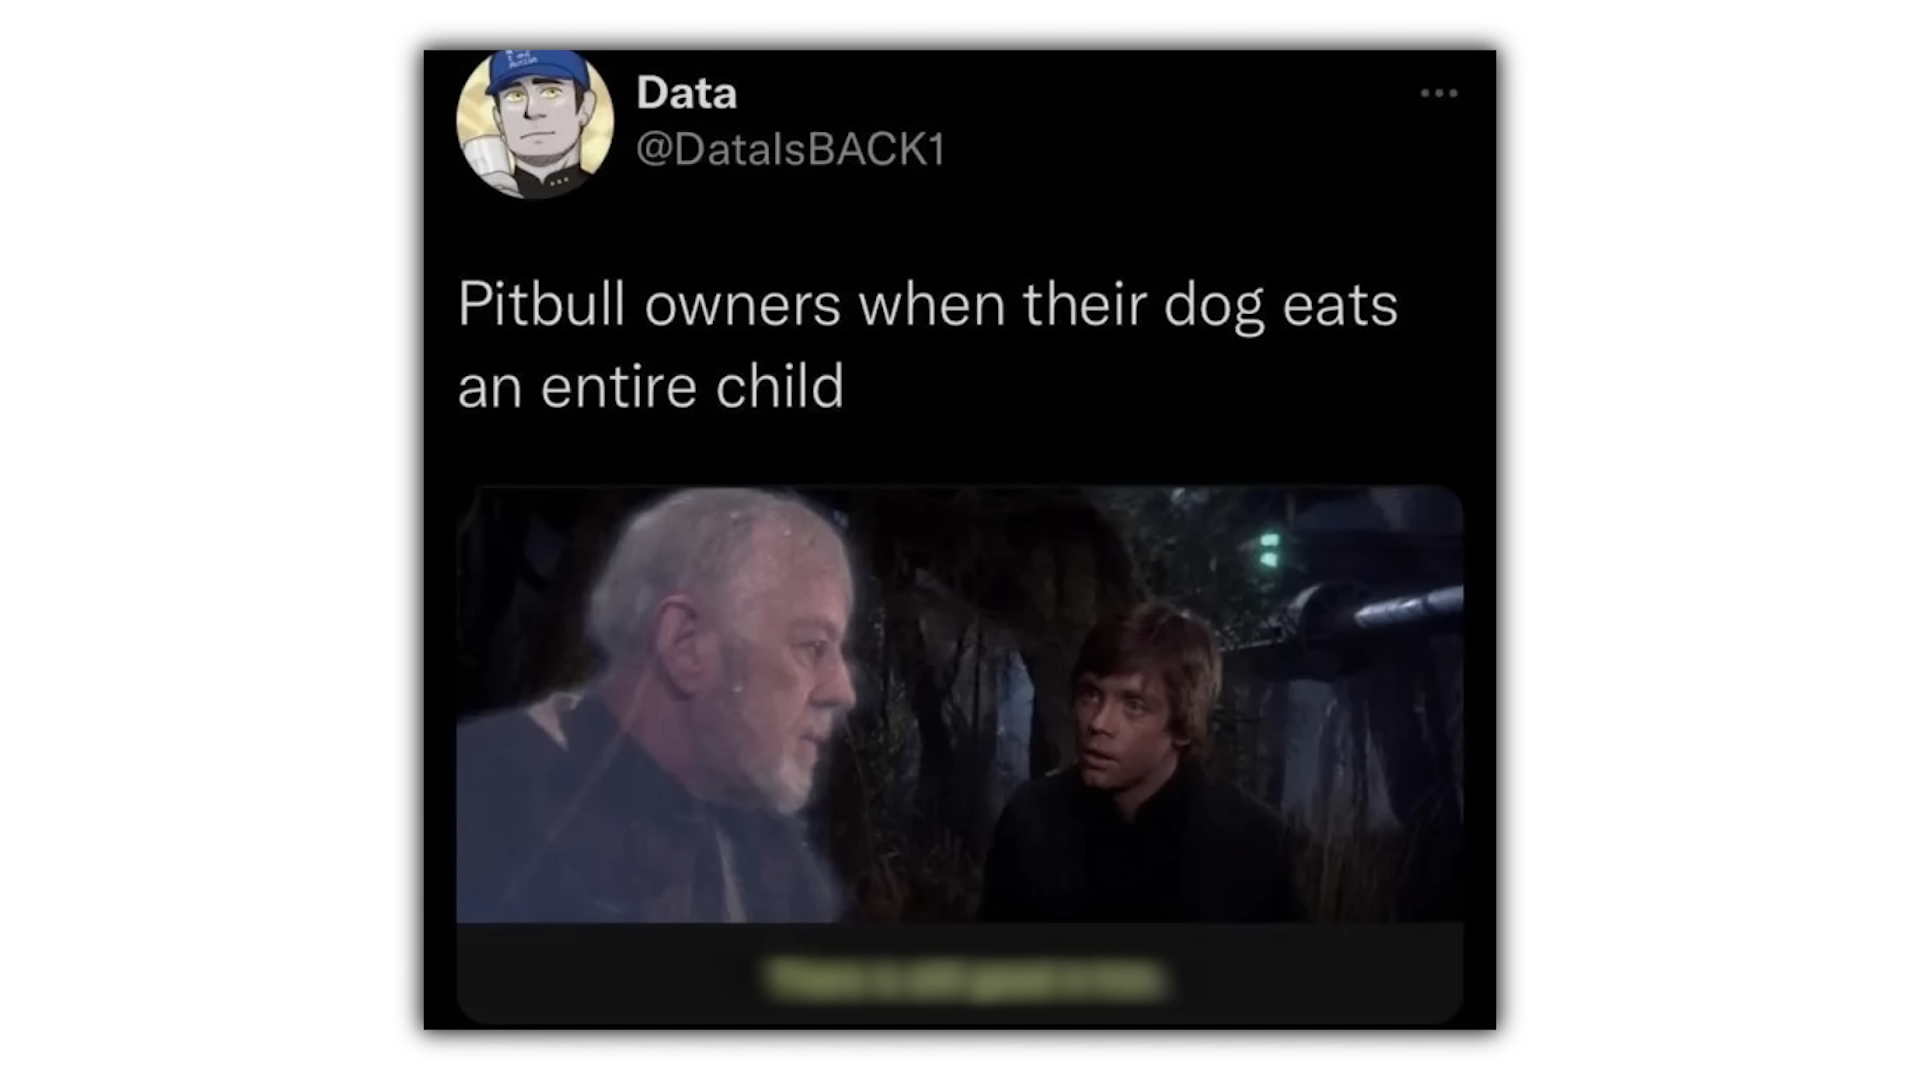 Data
@DataIsBACK1
Pitbull owners when their dog eats
an entire child